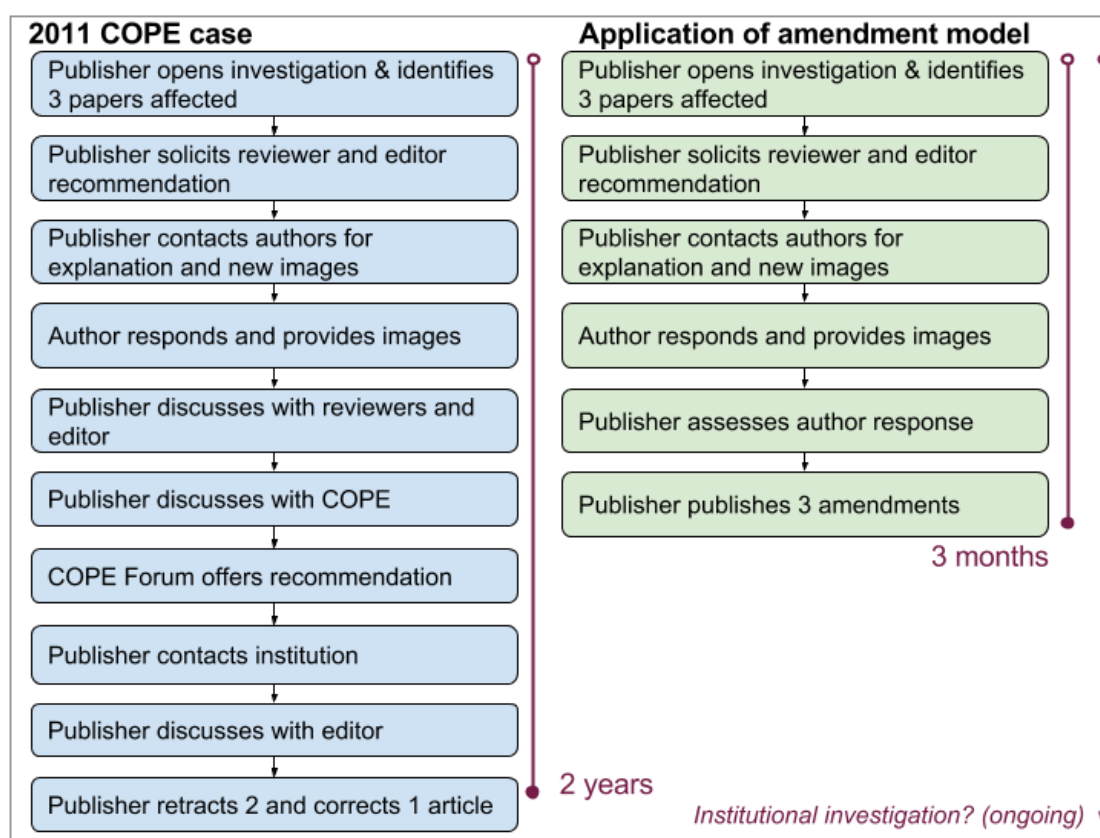 2011 COPE case
Publisher opens investigation & identifies
3 papers affected
Publisher solicits reviewer and editor
recommendation
Publisher contacts authors for
explanation and new images
Author responds and provides images
Publisher discusses with reviewers and
editor
Publisher discusses with COPE
COPE Forum offers recommendation
Publisher contacts institution
Publisher discusses with editor
Publisher retracts 2 and corrects 1 article
2 years
Application of amendment model
Publisher opens investigation & identifies
3 papers affected
Publisher solicits reviewer and editor
recommendation
Publisher contacts authors for
explanation and new images
Author responds and provides images
Publisher assesses author response
Publisher publishes 3 amendments
3 months
Institutional investigation? (ongoing)